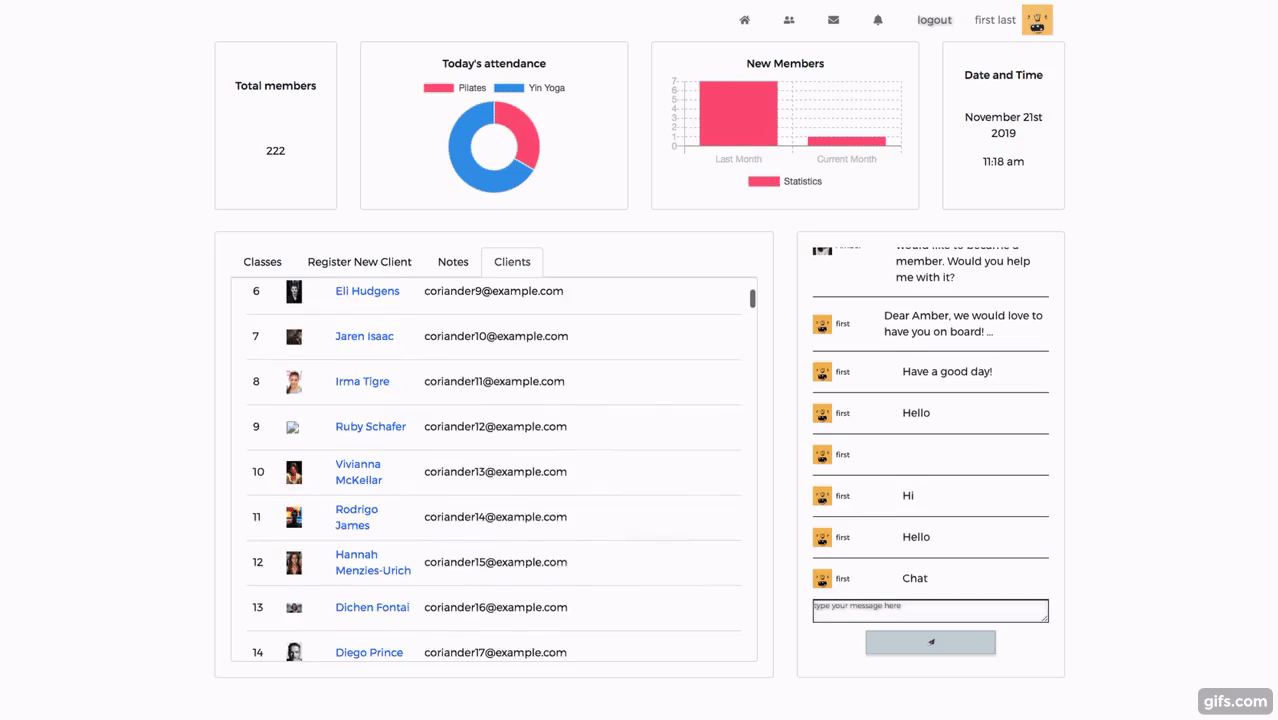 logout
first last
Total members
222
Today's attendance
Pilates
Yin Yoga
New Members
7
6
5
4
3
2
1
0
Last Month
Current Month
Statistics
Date and Time
November 21st
2019
11:18 am
Classes
Register New Client
Notes
Clients
6 Eli Hudgens coriander9@example.com
7 Jaren Isaac coriander10@example.com
8 Irma Tigre coriander11@example.com
9 Ruby Schafer coriander12@example.com
10 Vivianna McKellar coriander13@example.com
11 Rodrigo James coriander14@example.com
12 Hannah Menzies-Urich coriander15@example.com
13 Dichen Fontai coriander16@example.com
14 Diego Prince coriander17@example.com
would like to became a
member. Would you help
me with it?
first Dear Amber, we would love to
have you on board! ...
first Have a good day!
first Hello
first
first Hi
first Hello
first Chat
type your message here
gifs.com